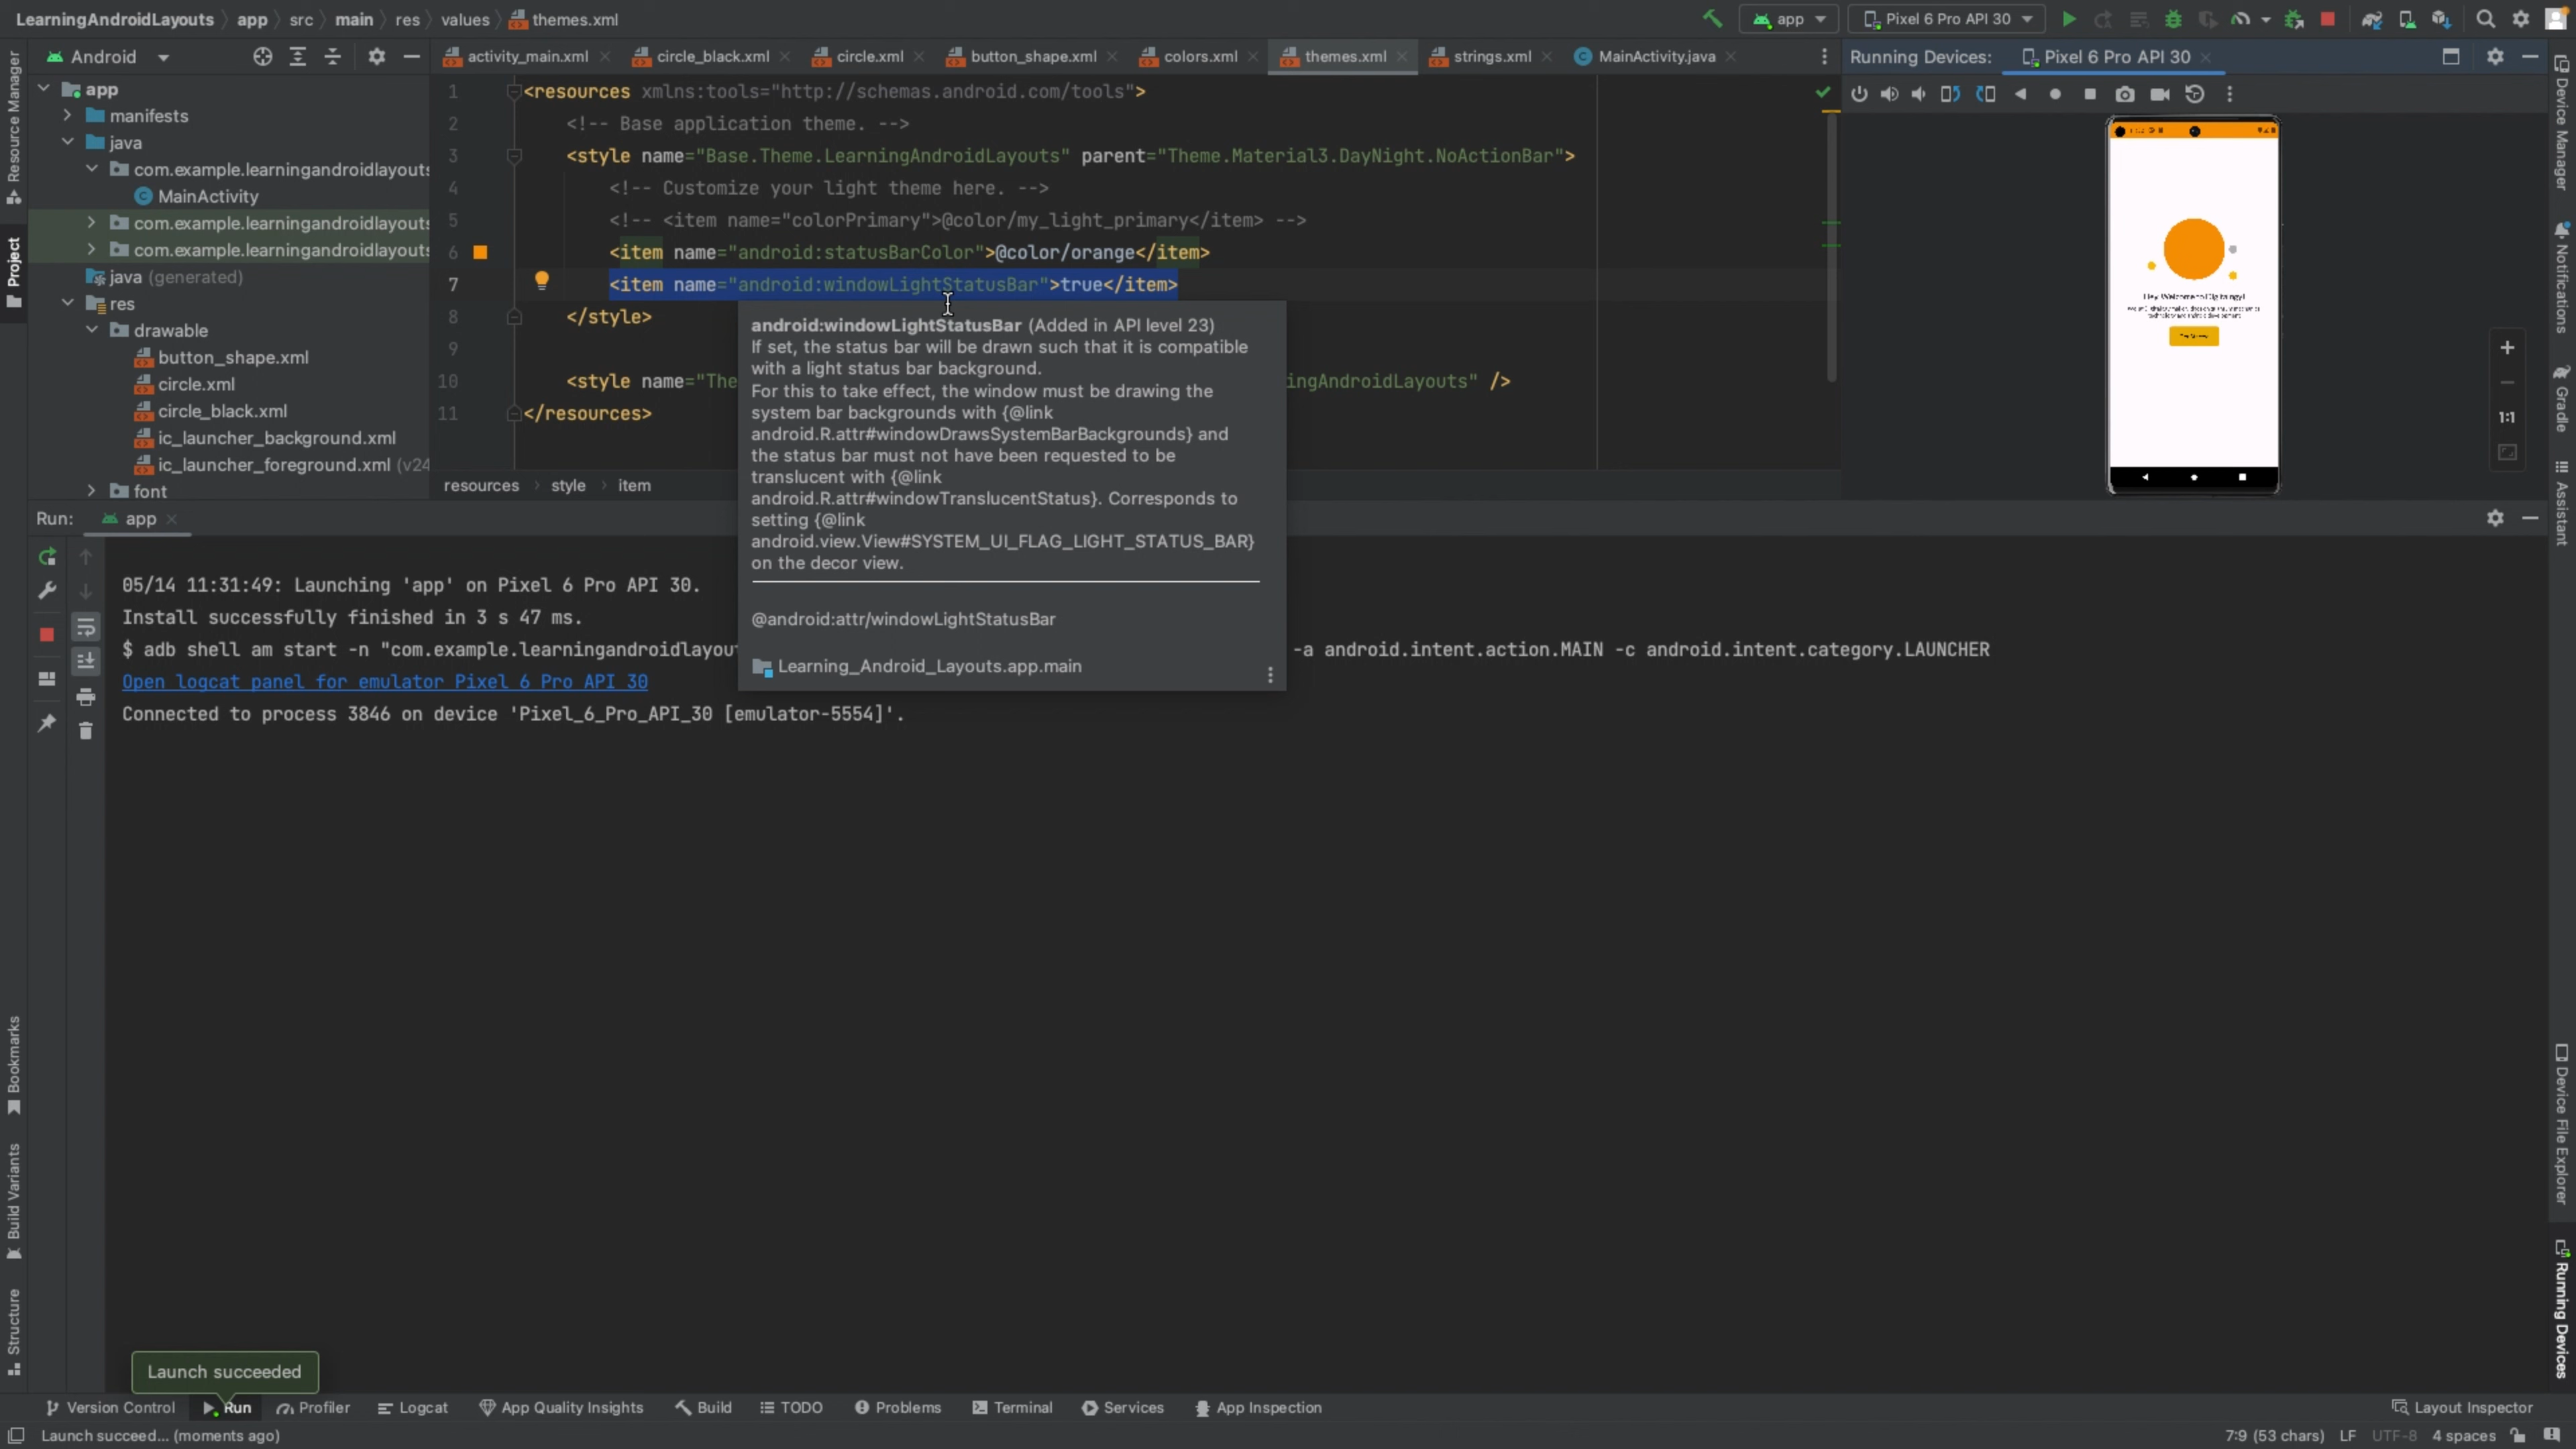 LearningAndroidLayouts > app > src > main > res > values > themes.xml
app
Pixel 6 Pro API 30
Android
activity_main.xml
circle_black.xml
circle.xml
button_shape.xml
colors.xml
themes.xml
strings.xml
MainActivity.java
Running Devices:
Pixel 6 Pro API 30
Resource Manager
Project
app
manifests
java
com.example.learningandroidlayouts
MainActivity
com.example.learningandroidlayouts
com.example.learningandroidlayouts
java (generated)
res
drawable
button_shape.xml
circle.xml
circle_black.xml
ic_launcher_background.xml
ic_launcher_foreground.xml (v24
font
1 <resources xmlns:tools="http://schemas.android.com/tools">
2 <!-- Base application theme. -->
3 <style name="Base.Theme.LearningAndroidLayouts" parent="Theme.Material3.DayNight.NoActionBar">
4 <!-- Customize your light theme here. -->
5 <!-- <item name="colorPrimary">@color/my_light_primary</item> -->
6 <item name="android:statusBarColor">@color/orange</item>
7 <item name="android:windowLightStatusBar">true</item>
8 </style>
9
10 <style name="The ingAndroidLayouts" />
11 </resources>
android:windowLightStatusBar (Added in API level 23)
If set, the status bar will be drawn such that it is compatible
with a light status bar background.
For this to take effect, the window must be drawing the
system bar backgrounds with {@link
android.R.attr#windowDrawsSystemBarBackgrounds} and
the status bar must not have been requested to be
translucent with {@link
android.R.attr#windowTranslucentStatus}. Corresponds to
setting {@link
android.view.View#SYSTEM_UI_FLAG_LIGHT_STATUS_BAR}
on the decor view.
@android:attr/windowLightStatusBar
Learning_Android_Layouts.app.main
resources > style > item
1:1
Device Manager
Notifications
Gradle
Assistant
Device File Explorer
Running Devices
Run: app
05/14 11:31:49: Launching 'app' on Pixel 6 Pro API 30.
Install successfully finished in 3 s 47 ms.
$ adb shell am start -n "com.example.learningandroidlayou -a android.intent.action.MAIN -c android.intent.category.LAUNCHER
Open logcat panel for emulator Pixel 6 Pro API 30
Connected to process 3846 on device 'Pixel_6_Pro_API_30 [emulator-5554]'.
Bookmarks
Build Variants
Structure
Launch succeeded
Version Control
Run
Profiler
Logcat
App Quality Insights
Build
TODO
Problems
Terminal
Services
App Inspection
Layout Inspector
Launch succeed... (moments ago)
7:9 (53 chars) LF UTF-8 4 spaces